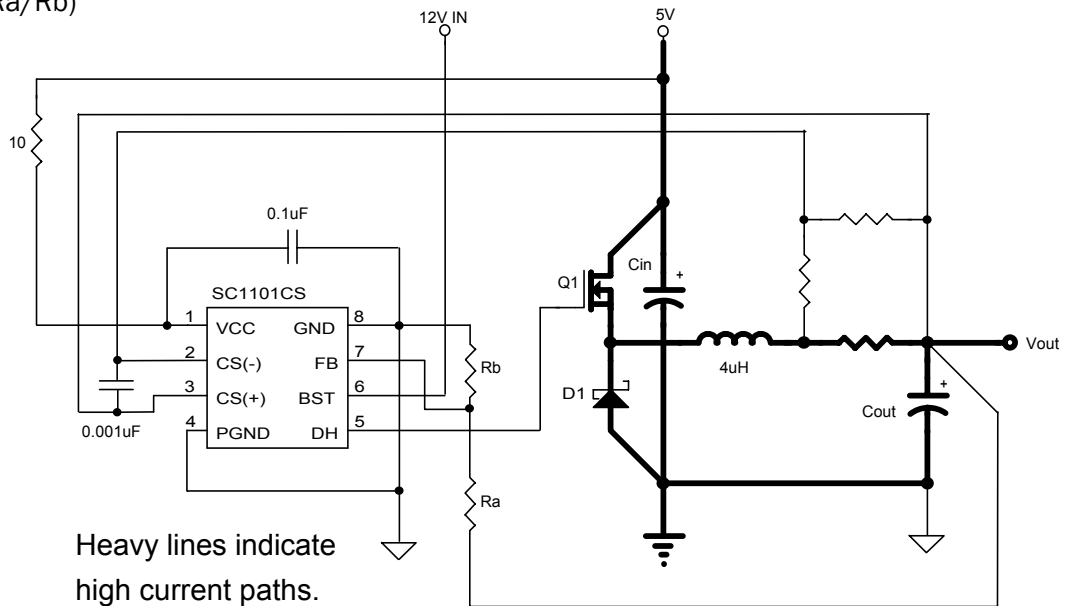 Ra/Rb)
12V IN
5V
10
0.1uF
Cin
+
Q1
SC1101CS
1 VCC GND 8
2 CS(-) FB 7
3 CS(+) BST 6
4 PGND DH 5
0.001uF
Rb
Ra
4uH
Vout
D1
Cout
+
Heavy lines indicate
high current paths.